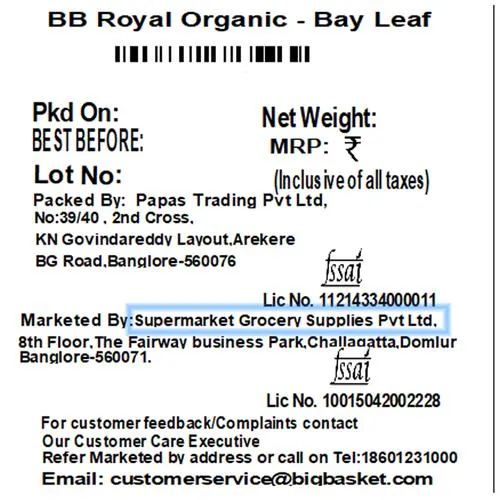 BB Royal Organic - Bay Leaf
Pkd On:
Net Weight:
BEST BEFORE:
MRP: ₹
Lot No:
(Inclusive of all taxes)
Packed By: Papas Trading Pvt Ltd,
No:39/40 , 2nd Cross,
KN Govindareddy Layout,Arekere
BG Road,Banglore-560076
fssai
Lic No. 11214334000011
Marketed By:Supermarket Grocery Supplies Pvt Ltd,
8th Floor,The Fairway business Park,Challagatta,Domlur
Banglore-560071.
fssai
Lic No. 10015042002228
For customer feedback/Complaints contact
Our Customer Care Executive
Refer Marketed by address or call on Tel:18601231000
Email: customerservice@bigbasket.com